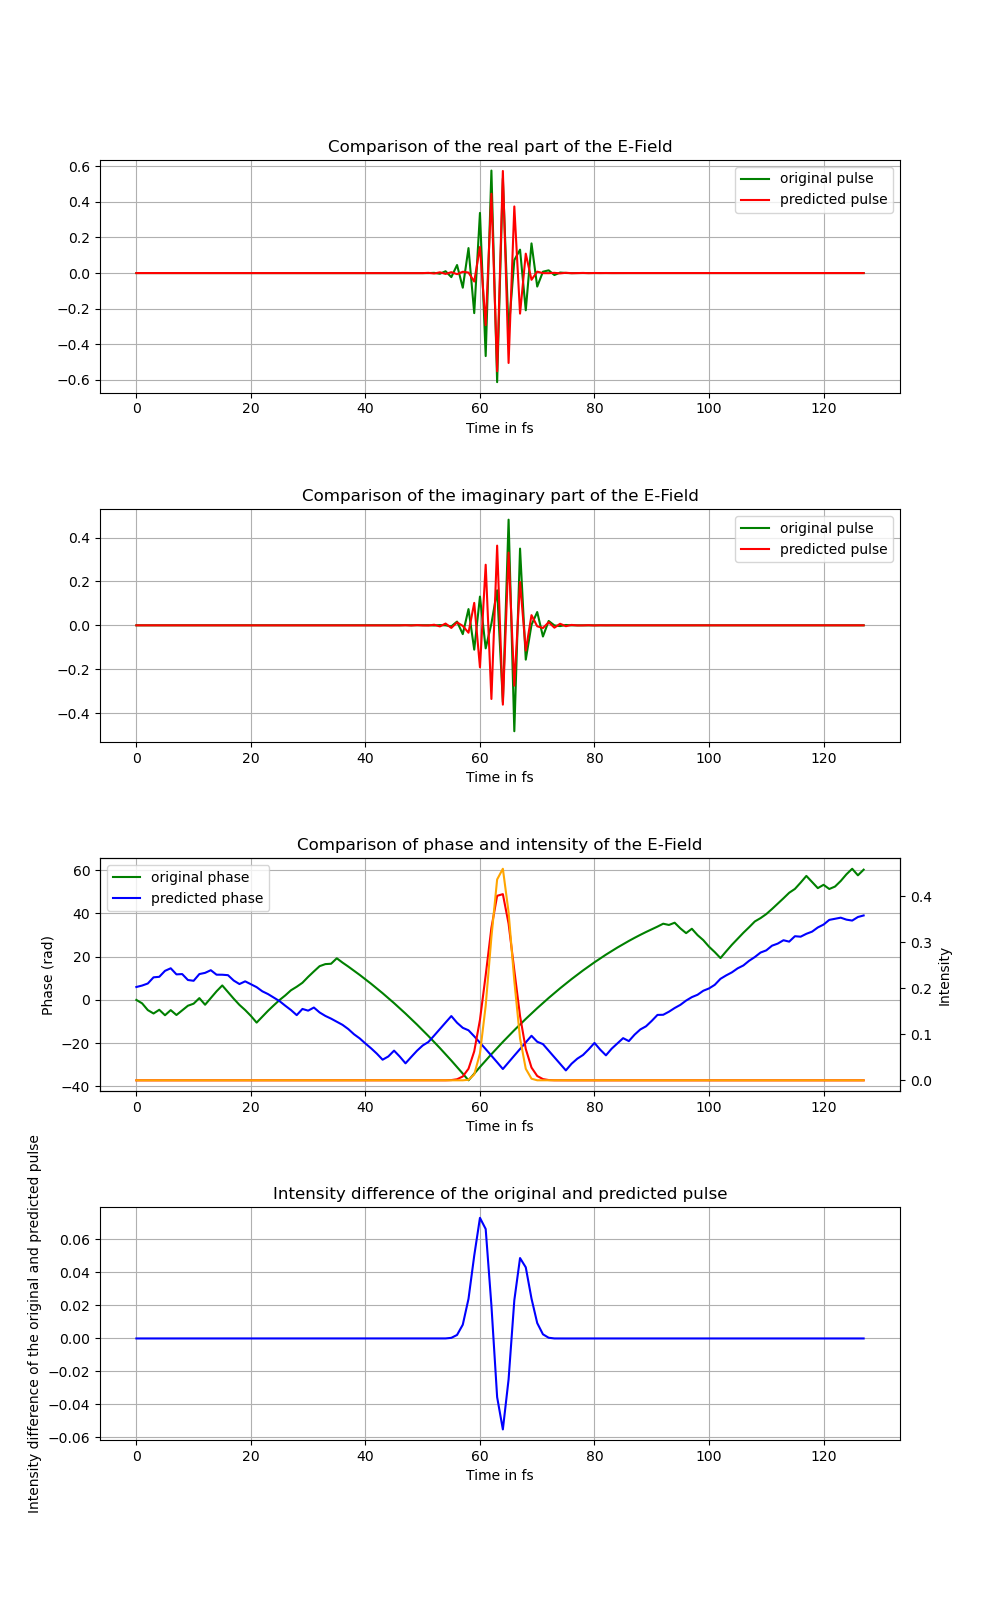 Comparison of the real part of the E-Field
0.6
0.4
0.2
0.0
−0.2
−0.4
−0.6
original pulse
predicted pulse
0 20 40 60 80 100 120
Time in fs
Comparison of the imaginary part of the E-Field
0.4
0.2
0.0
−0.2
−0.4
original pulse
predicted pulse
0 20 40 60 80 100 120
Time in fs
Comparison of phase and intensity of the E-Field
Phase (rad)
60
40
20
0
−20
−40
original phase
predicted phase
0.4
0.3
0.2
0.1
0.0
Intensity
0 20 40 60 80 100 120
Time in fs
Intensity difference of the original and predicted pulse
Intensity difference of the original and predicted pulse
0.06
0.04
0.02
0.00
−0.02
−0.04
−0.06
0 20 40 60 80 100 120
Time in fs